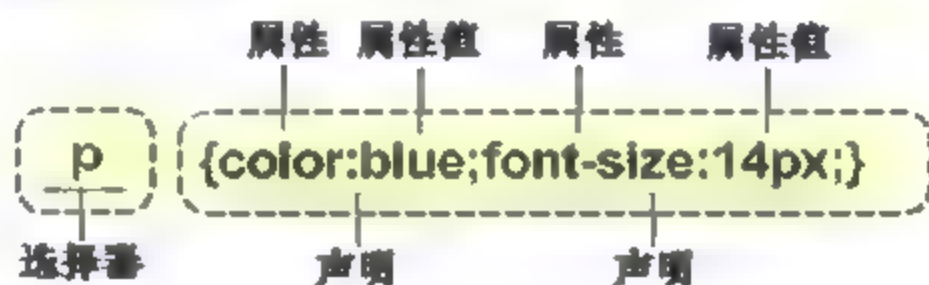 属性 属性值 属性 属性值
p {color:blue;font-size:14px;}
选择器 声明 声明